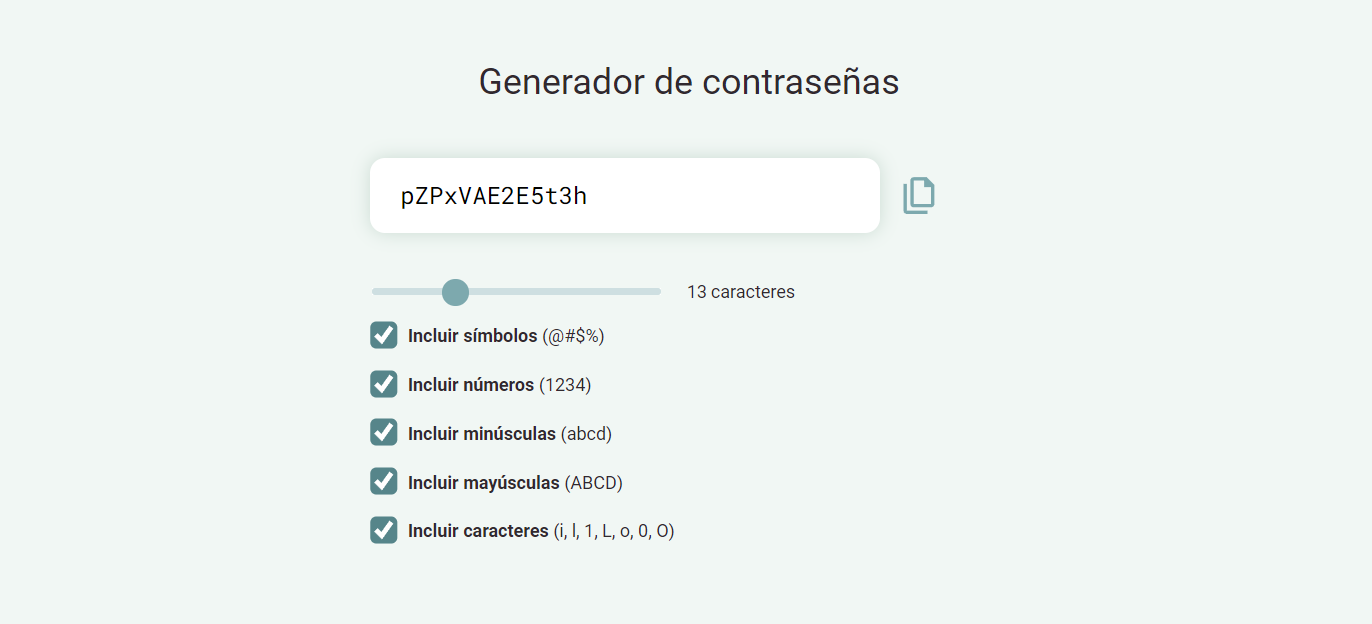 Generador de contraseñas
pZPxVAE2E5t3h
13 caracteres
Incluir símbolos (@#$%)
Incluir números (1234)
Incluir minúsculas (abcd)
Incluir mayúsculas (ABCD)
Incluir caracteres (i, l, 1, L, o, 0, O)